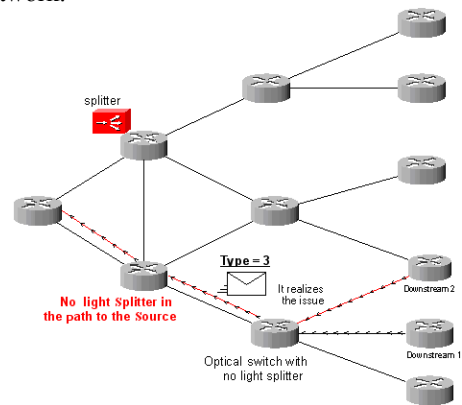 splitter
Type = 3
It realizes
the issue
No light Splitter in
the path to the Source
Downstream 2
Optical switch with
no light splitter
Downstream 1